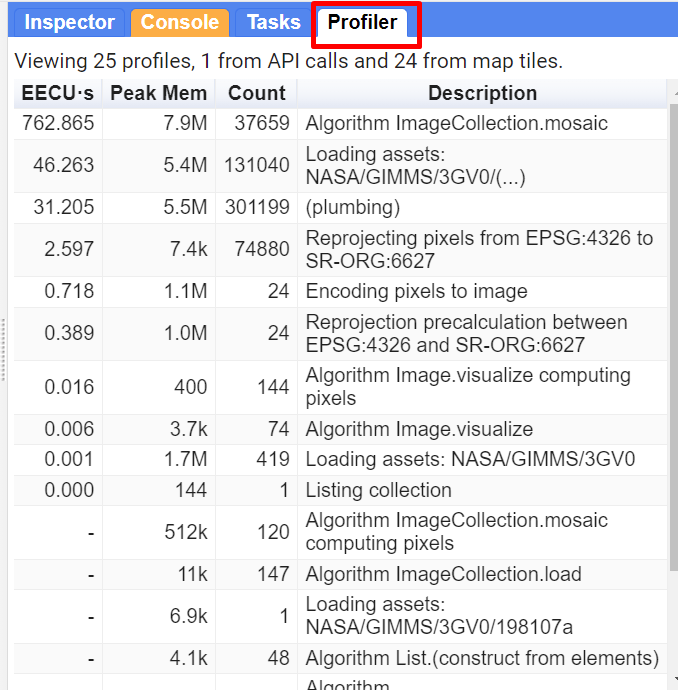 Inspector Console Tasks Profiler
Viewing 25 profiles, 1 from API calls and 24 from map tiles.
EECU·s Peak Mem Count Description
762.865 7.9M 37659 Algorithm ImageCollection.mosaic
46.263 5.4M 131040 Loading assets:
NASA/GIMMS/3GV0/(...)
31.205 5.5M 301199 (plumbing)
2.597 7.4k 74880 Reprojecting pixels from EPSG:4326 to
SR-ORG:6627
0.718 1.1M 24 Encoding pixels to image
0.389 1.0M 24 Reprojection precalculation between
EPSG:4326 and SR-ORG:6627
0.016 400 144 Algorithm Image.visualize computing
pixels
0.006 3.7k 74 Algorithm Image.visualize
0.001 1.7M 419 Loading assets: NASA/GIMMS/3GV0
0.000 144 1 Listing collection
- 512k 120 Algorithm ImageCollection.mosaic
computing pixels
- 11k 147 Algorithm ImageCollection.load
- 6.9k 1 Loading assets:
NASA/GIMMS/3GV0/198107a
- 4.1k 48 Algorithm List.(construct from elements)
Algorithm